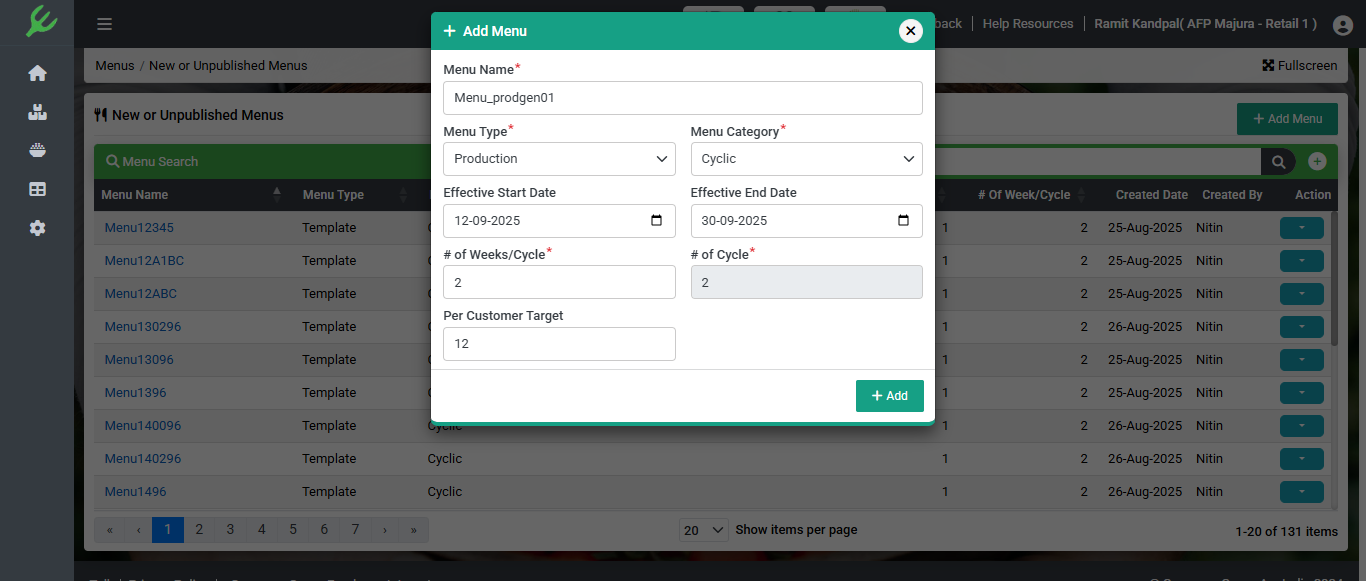 back
Help Resources
Ramit Kandpal( AFP Majura - Retail 1 )
Menus / New or Unpublished Menus
Fullscreen
New or Unpublished Menus
+ Add Menu
Menu Search
Menu Name Menu Type # Of Week/Cycle Created Date Created By Action
Menu12345 Template 1 2 25-Aug-2025 Nitin
Menu12A1BC Template 1 2 25-Aug-2025 Nitin
Menu12ABC Template 1 2 25-Aug-2025 Nitin
Menu130296 Template 1 2 26-Aug-2025 Nitin
Menu13096 Template 1 2 25-Aug-2025 Nitin
Menu1396 Template 1 2 25-Aug-2025 Nitin
Menu140096 Template Cyclic 1 2 26-Aug-2025 Nitin
Menu140296 Template Cyclic 1 2 26-Aug-2025 Nitin
Menu1496 Template Cyclic 1 2 26-Aug-2025 Nitin
« ‹ 1 2 3 4 5 6 7 › »
20 Show items per page
1-20 of 131 items
+ Add Menu
Menu Name*
Menu_prodgen01
Menu Type* Menu Category*
Production Cyclic
Effective Start Date Effective End Date
12-09-2025 30-09-2025
# of Weeks/Cycle* # of Cycle*
2 2
Per Customer Target
12
+ Add